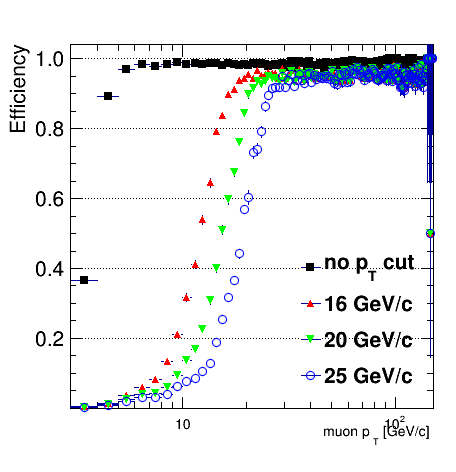 Efficiency
1.0
0.8
0.6
0.4
0.2
no p_T cut
16 GeV/c
20 GeV/c
25 GeV/c
10
10²
muon p_T [GeV/c]